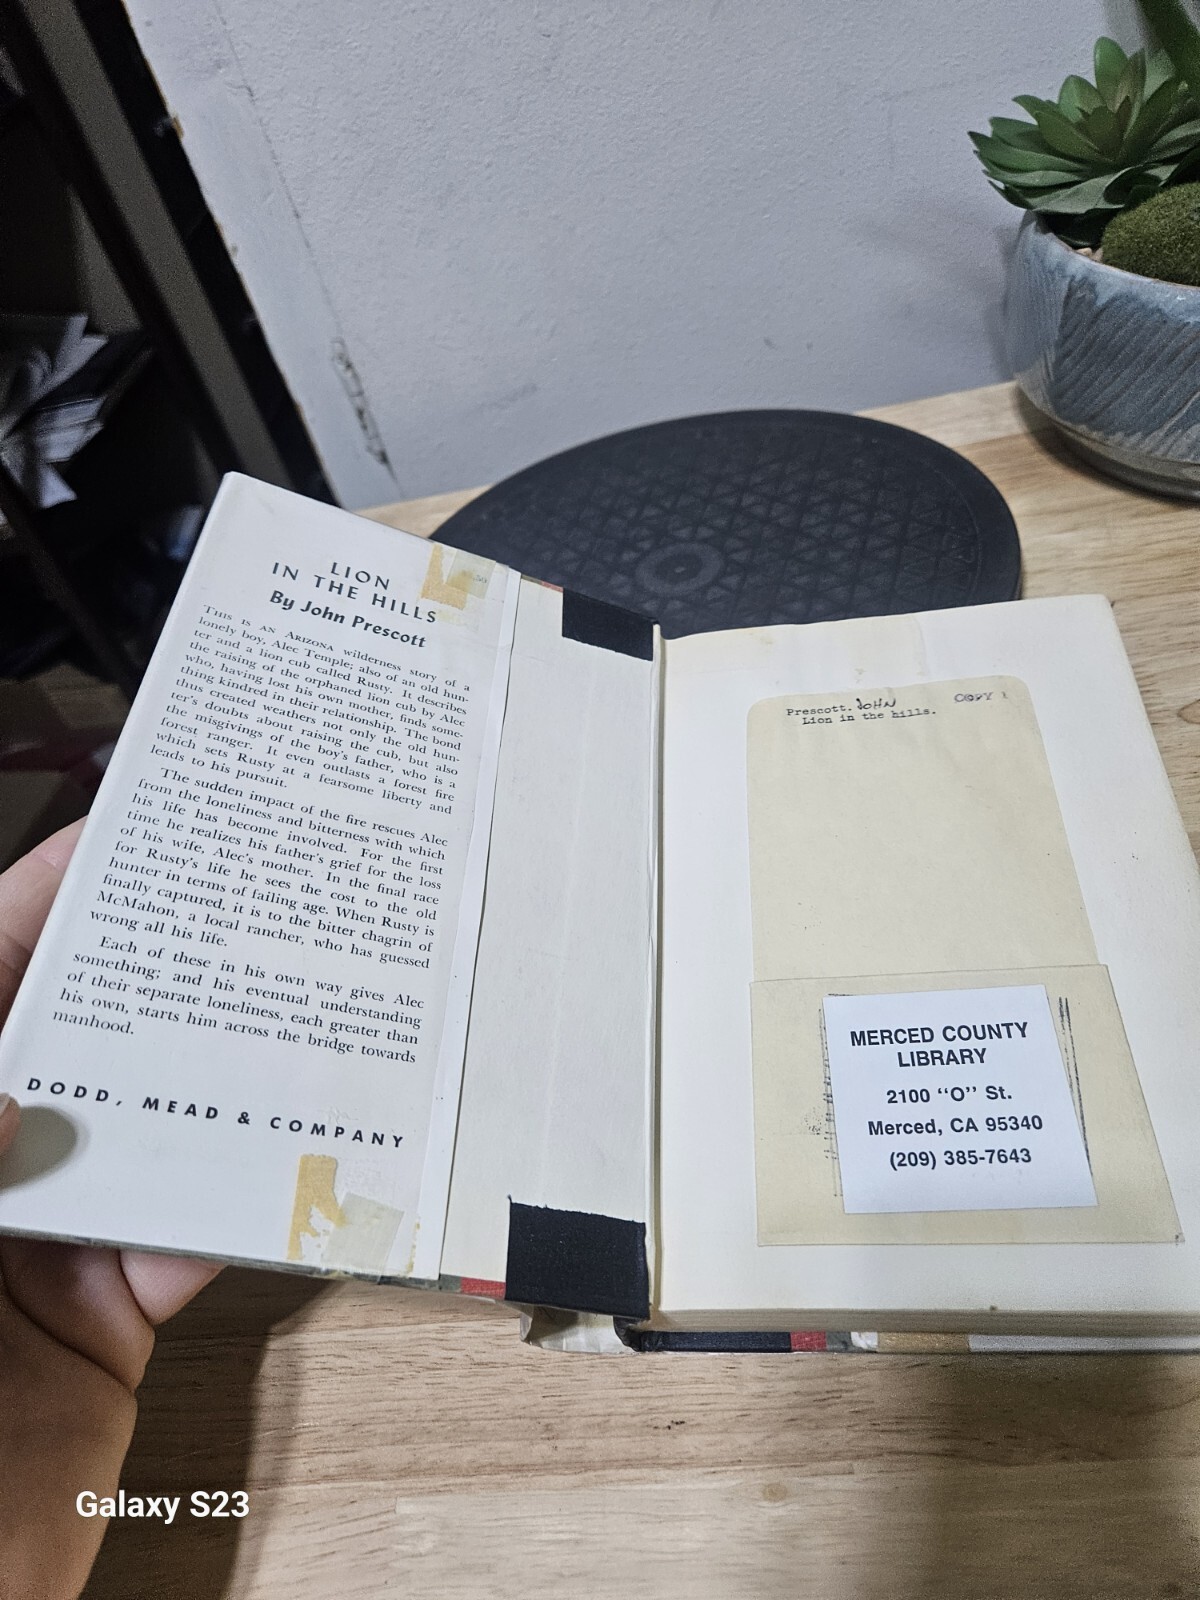 LION
IN THE HILLS
By John Prescott
THIS IS AN ARIZONA wilderness story of a
lonely boy, Alec Temple; also of an old hun-
ter and a lion cub called Rusty. It describes
the raising of the orphaned lion cub by Alec
who, having lost his own mother, finds some-
thing kindred in their relationship. The bond
thus created weathers not only the old hun-
ter's doubts about raising the cub, but also
the misgivings of the boy's father, who is a
forest ranger. It even outlasts a forest fire
which sets Rusty at a fearsome liberty and
leads to his pursuit.
The sudden impact of the fire rescues Alec
from the loneliness and bitterness with which
his life has become involved. For the first
time he realizes his father's grief for the loss
of his wife, Alec's mother. In the final race
for Rusty's life he sees the cost to the old
hunter in terms of failing age. When Rusty is
finally captured, it is to the bitter chagrin of
McMahon, a local rancher, who has guessed
wrong all his life.
Each of these in his own way gives Alec
something; and his eventual understanding
of their separate loneliness, each greater than
his own, starts him across the bridge towards
manhood.
DODD, MEAD & COMPANY
Prescott. JOHN COPY 1
Lion in the hills.
MERCED COUNTY
LIBRARY
2100 "O" St.
Merced, CA 95340
(209) 385-7643
Galaxy S23